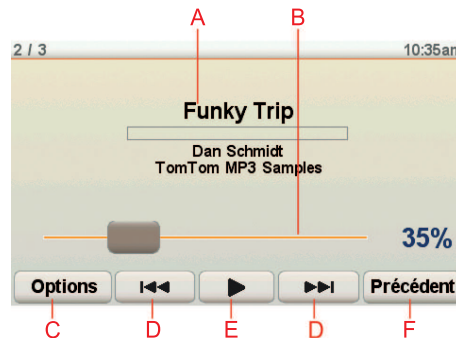 A B
2 / 3 10:35am
Funky Trip
Dan Schmidt
TomTom MP3 Samples
35%
Options Précédent
C D E D F